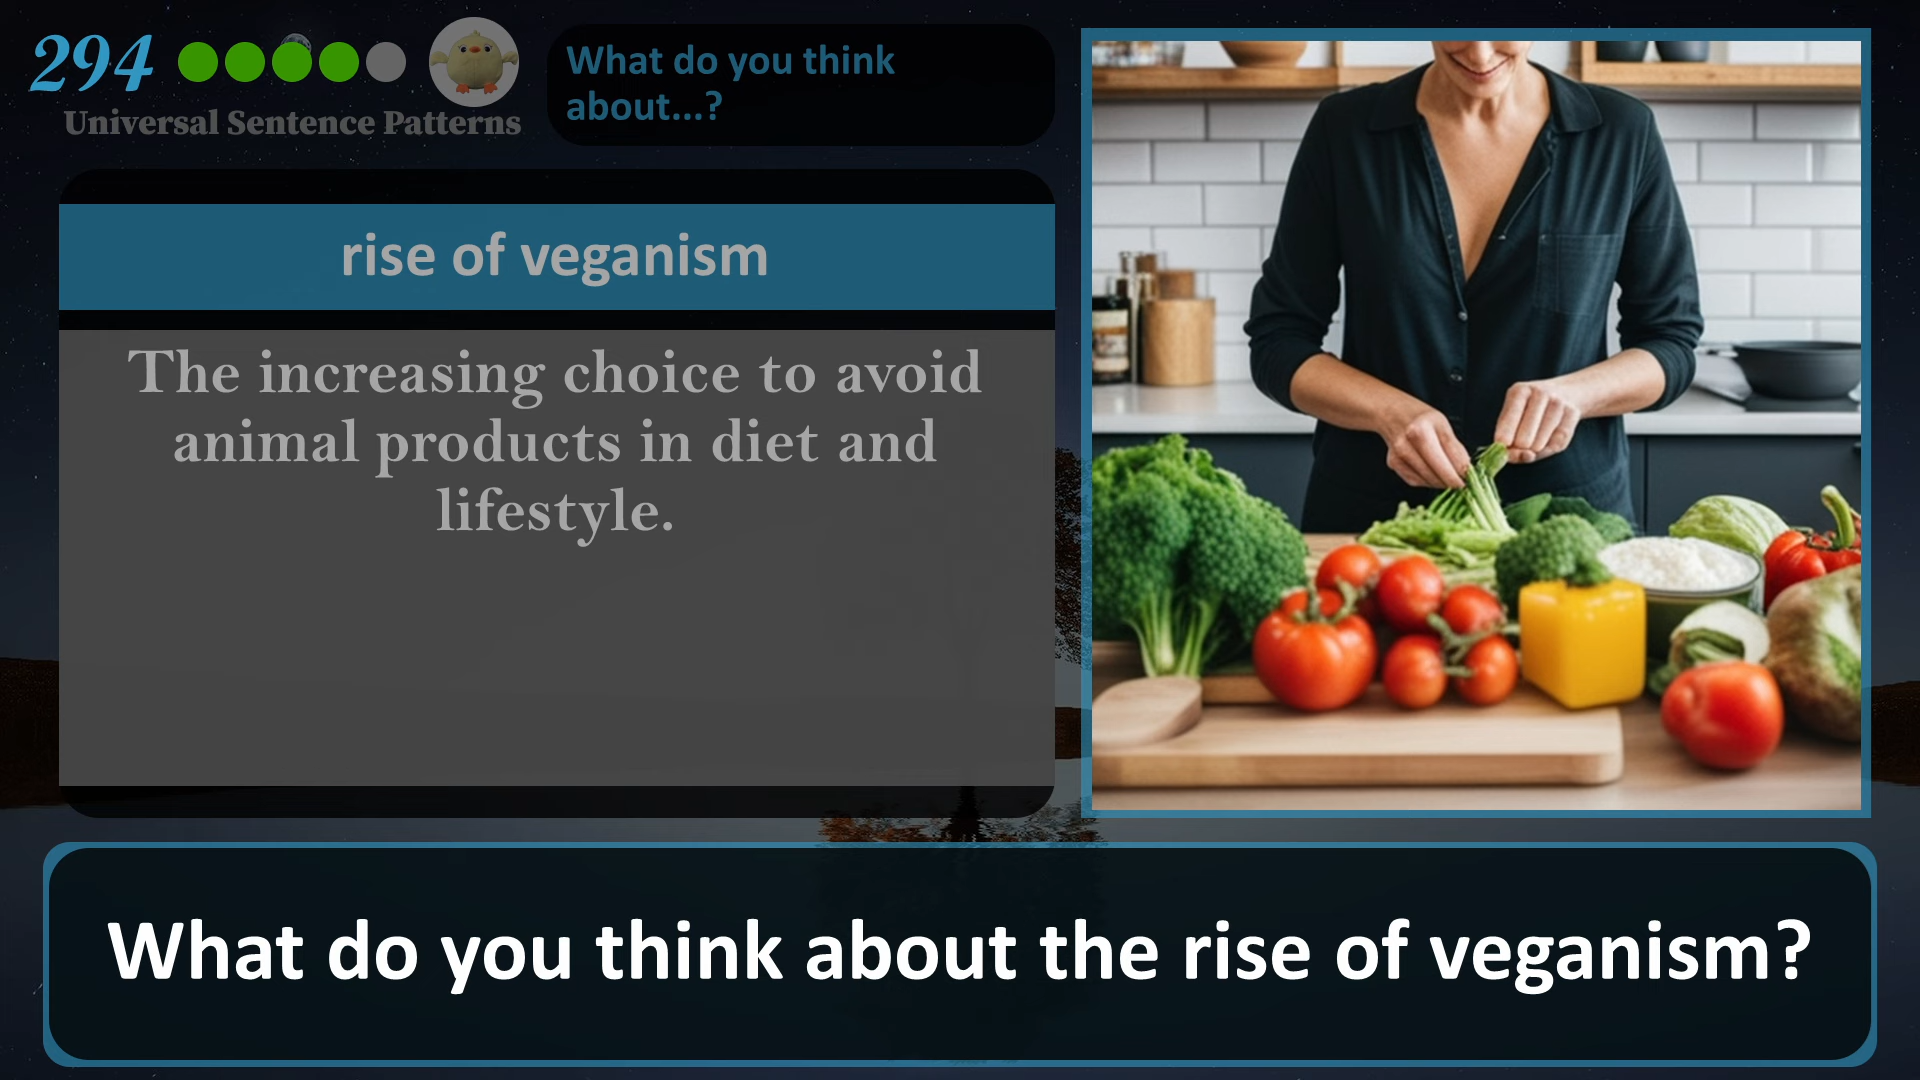 294
Universal Sentence Patterns
What do you think
about...?
rise of veganism
The increasing choice to avoid
animal products in diet and
lifestyle.
What do you think about the rise of veganism?